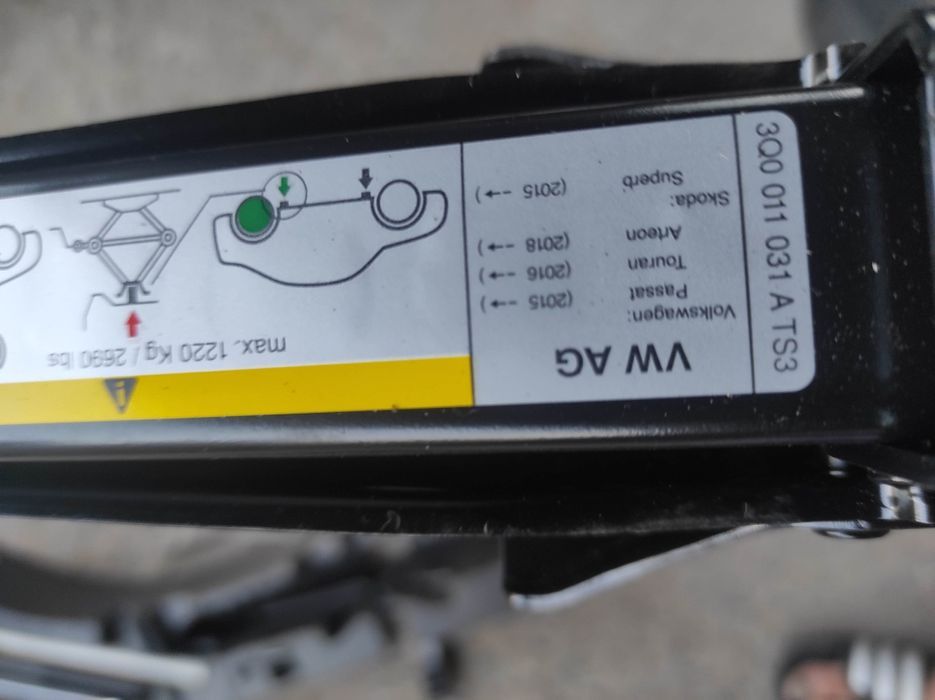 max. 1220 Kg / 2690 lbs
VW AG
Volkswagen:
Passat (2015 -->)
Touran (2016 -->)
Arteon (2018 -->)
Skoda:
Superb (2015 -->)
3Q0 011 031 A TS3